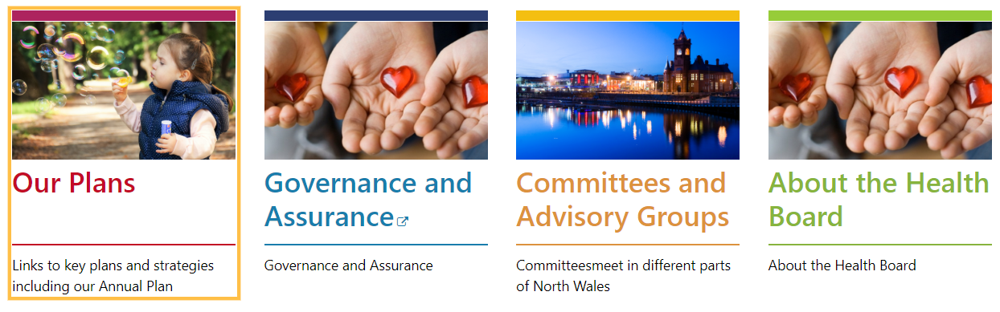 Our Plans
Links to key plans and strategies
including our Annual Plan
Governance and
Assurance
Governance and Assurance
Committees and
Advisory Groups
Committeesmeet in different parts
of North Wales
About the Health
Board
About the Health Board